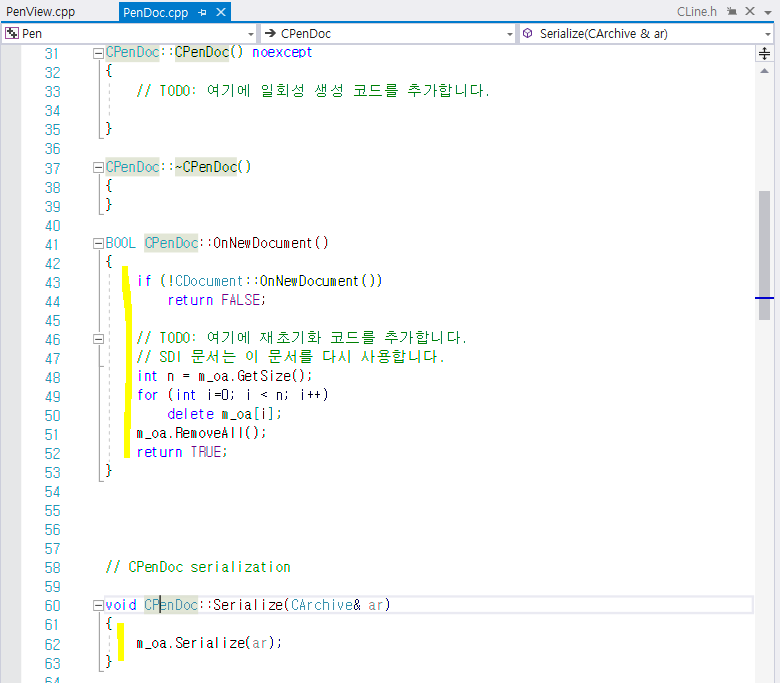 PenView.cpp PenDoc.cpp CLine.h
Pen CPenDoc Serialize(CArchive & ar)
31 CPenDoc::CPenDoc() noexcept
32 {
33 // TODO: 여기에 일회성 생성 코드를 추가합니다.
34
35 }
36
37 CPenDoc::~CPenDoc()
38 {
39 }
40
41 BOOL CPenDoc::OnNewDocument()
42 {
43 if (!CDocument::OnNewDocument())
44 return FALSE;
45
46 // TODO: 여기에 재초기화 코드를 추가합니다.
47 // SDI 문서는 이 문서를 다시 사용합니다.
48 int n = m_oa.GetSize();
49 for (int i=0; i < n; i++)
50 delete m_oa[i];
51 m_oa.RemoveAll();
52 return TRUE;
53 }
54
55
56
57
58 // CPenDoc serialization
59
60 void CPenDoc::Serialize(CArchive& ar)
61 {
62 m_oa.Serialize(ar);
63 }
64